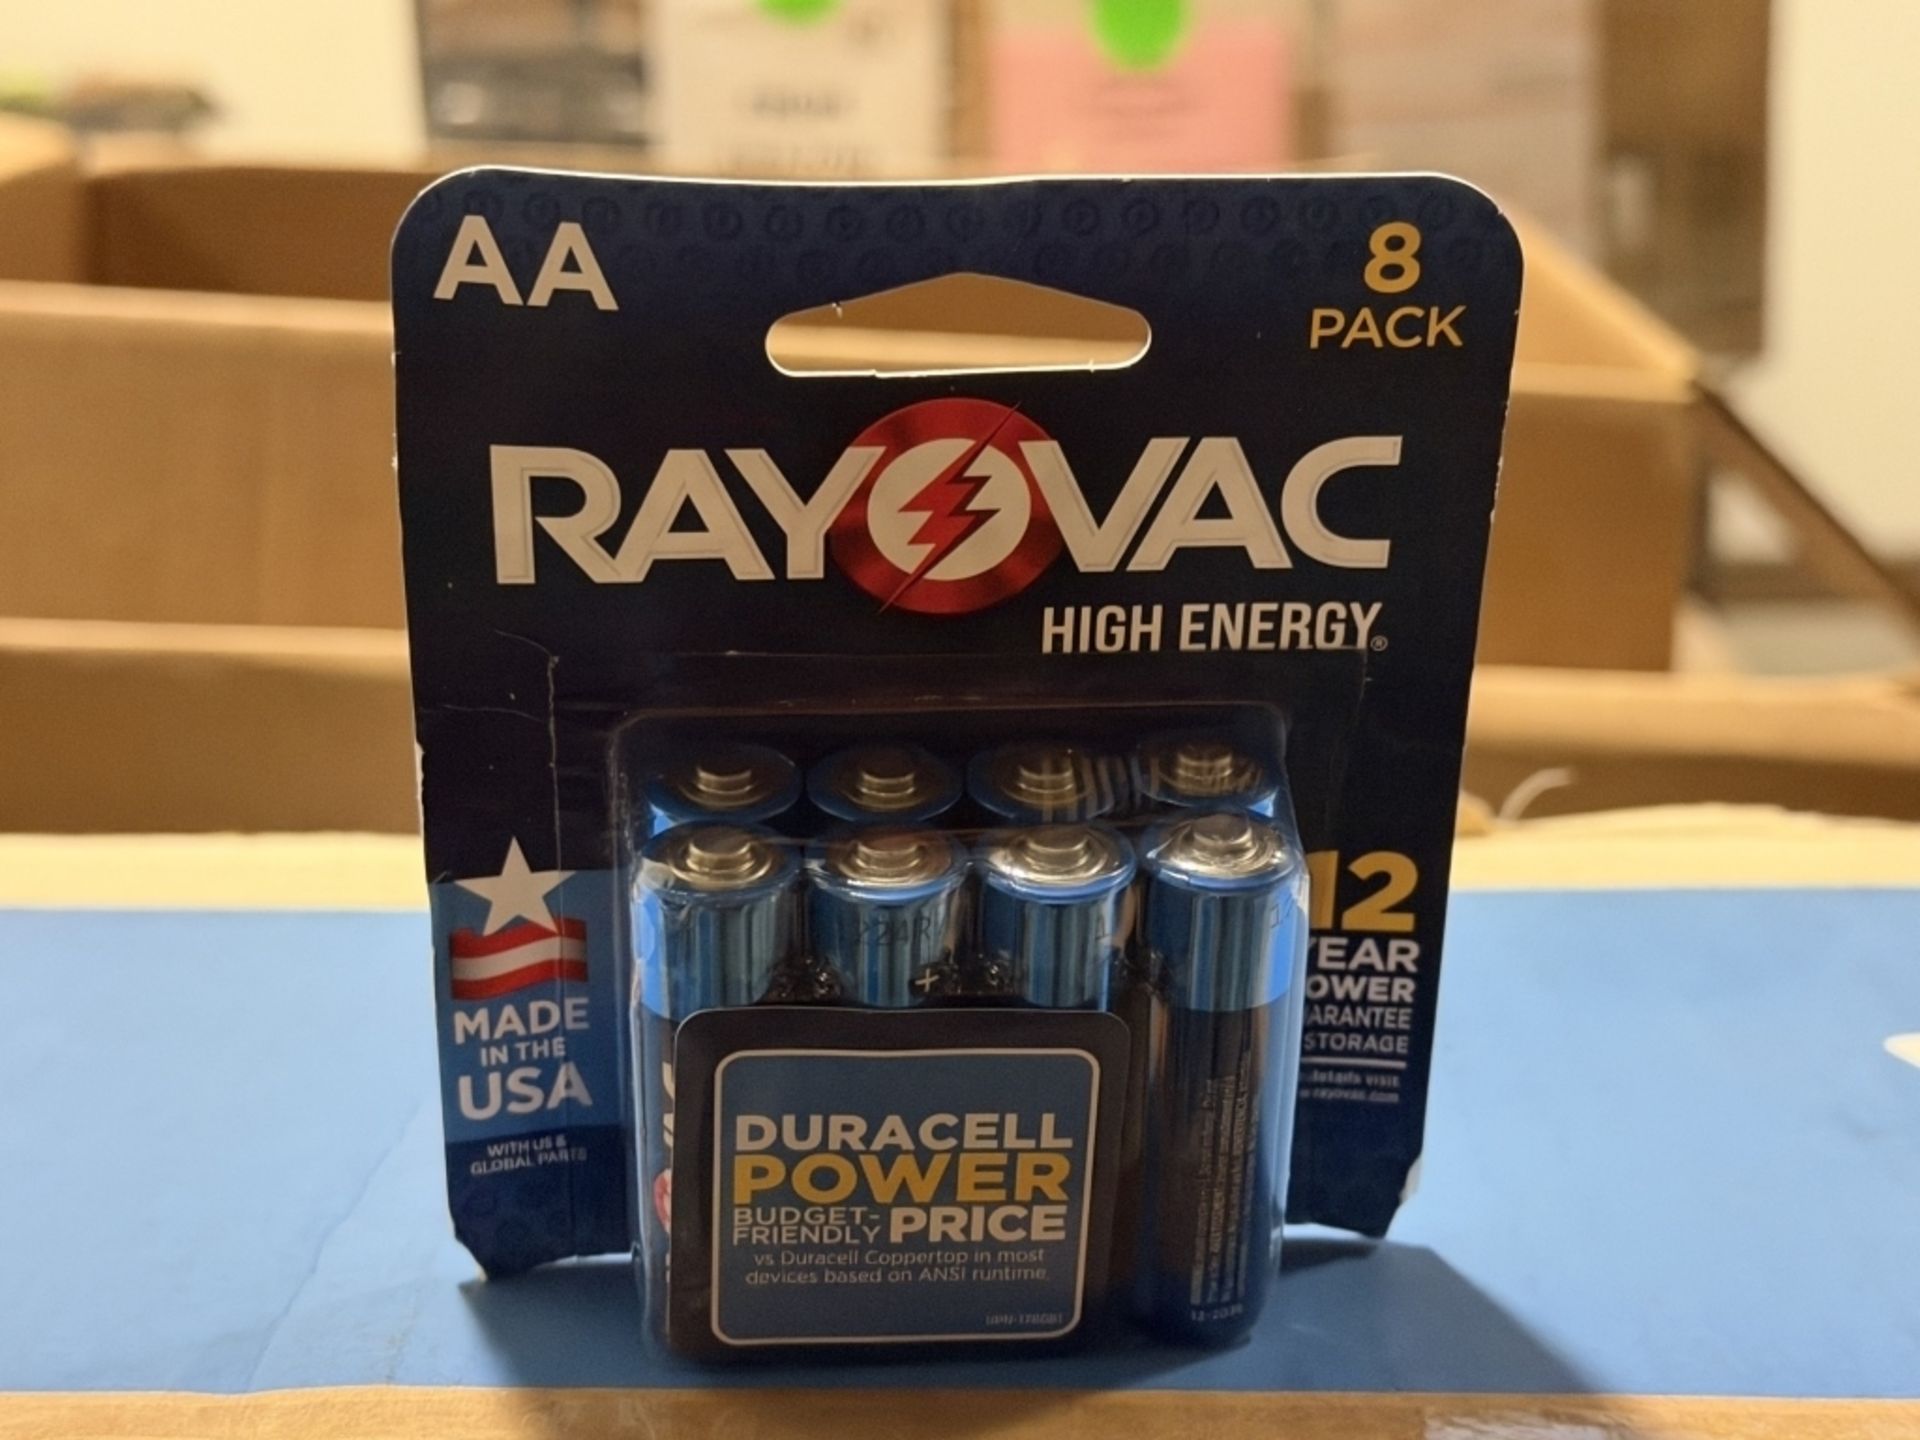 AA
8
PACK
RAYOVAC
HIGH ENERGY®
12
YEAR
POWER
STORAGE
MADE
IN THE
USA
WITH US &
GLOBAL PARTS
+
DURACELL
POWER
BUDGET-
FRIENDLY PRICE
vs Duracell Coppertop in most
devices based on ANSI runtime.